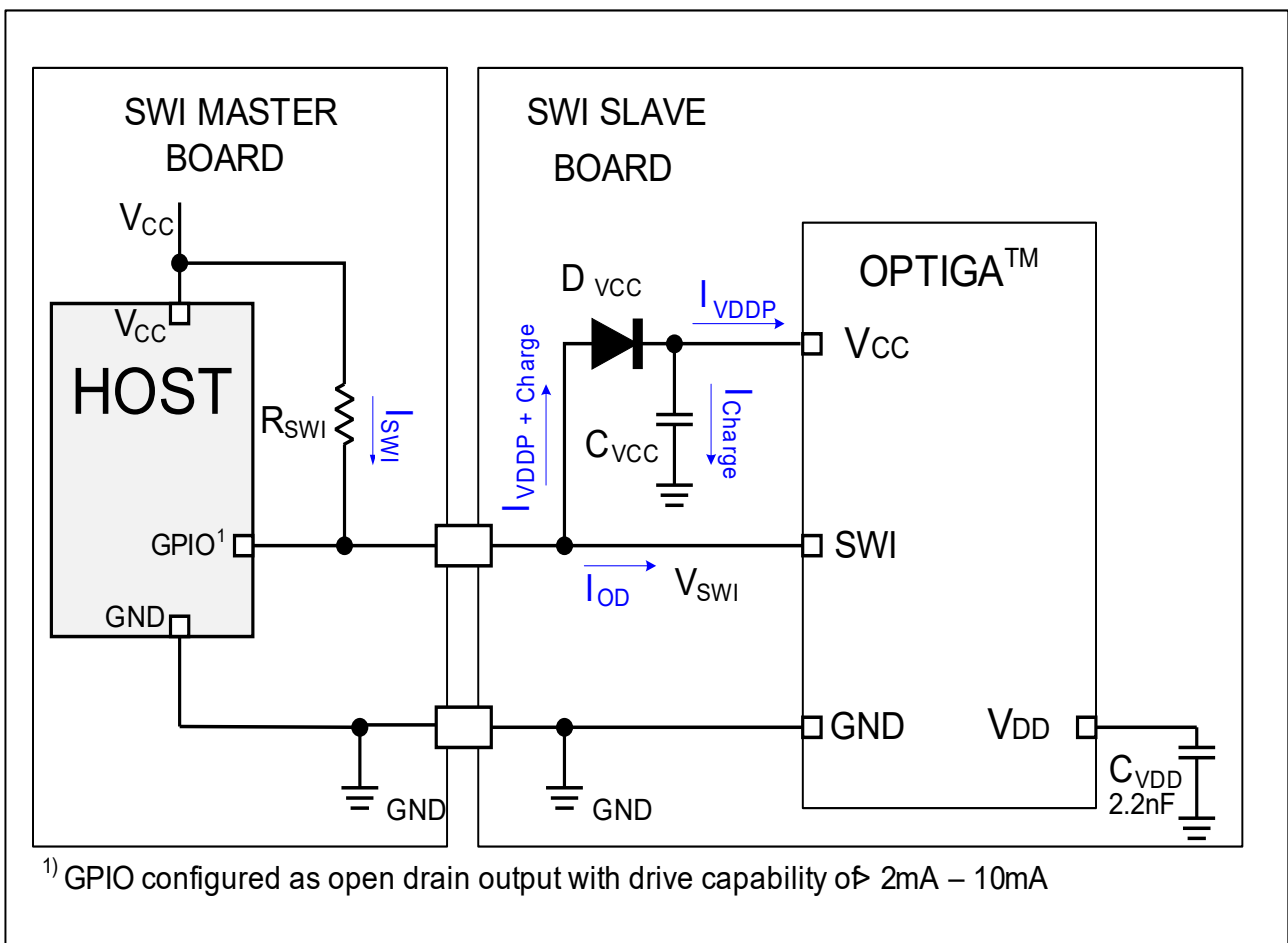 SWI MASTER
BOARD
VCC
VCC
HOST
RSWI
ISWI
GPIO1
GND
GND
SWI SLAVE
BOARD
D VCC
IVDDP
IVDDP + Charge
CVCC
ICharge
IOD
VSWI
GND
OPTIGA™
VCC
SWI
GND
VDD
CVDD
2.2nF
1) GPIO configured as open drain output with drive capability of> 2mA – 10mA